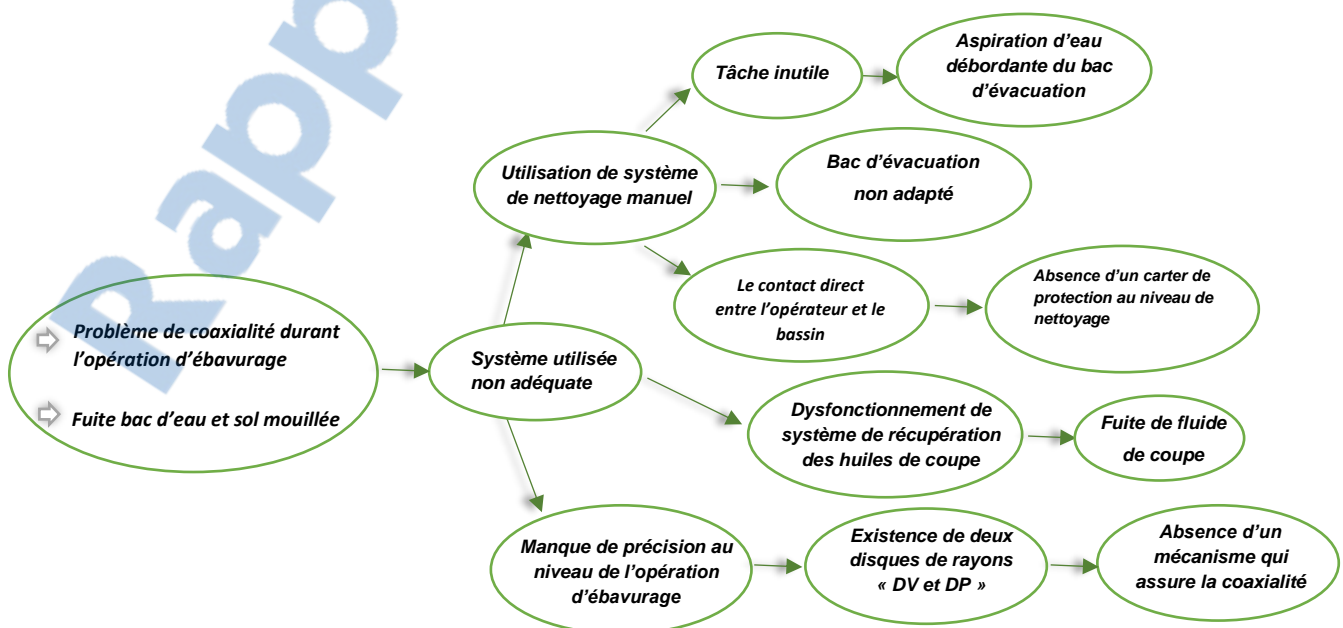 Rapp
Problème de coaxialité durant
l'opération d'ébavurage
Fuite bac d'eau et sol mouillée
Système utilisée
non adéquate
Utilisation de système
de nettoyage manuel
Tâche inutile
Aspiration d'eau
débordante du bac
d'évacuation
Bac d'évacuation
non adapté
Le contact direct
entre l'opérateur et le
bassin
Absence d'un carter de
protection au niveau de
nettoyage
Dysfonctionnement de
système de récupération
des huiles de coupe
Fuite de fluide
de coupe
Manque de précision au
niveau de l'opération
d'ébavurage
Existence de deux
disques de rayons
« DV et DP »
Absence d'un
mécanisme qui
assure la coaxialité